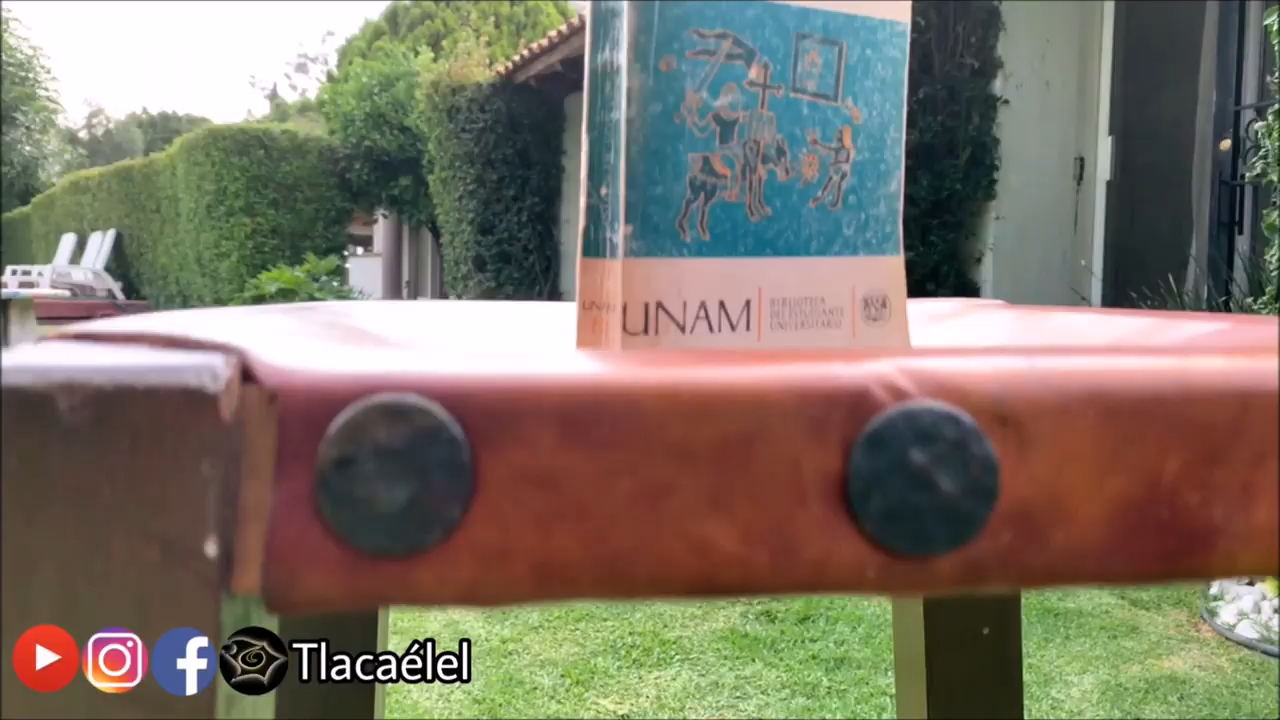 UNAM
BIBLIOTECA
DEL ESTUDIANTE
UNIVERSITARIO
Tlacaélel